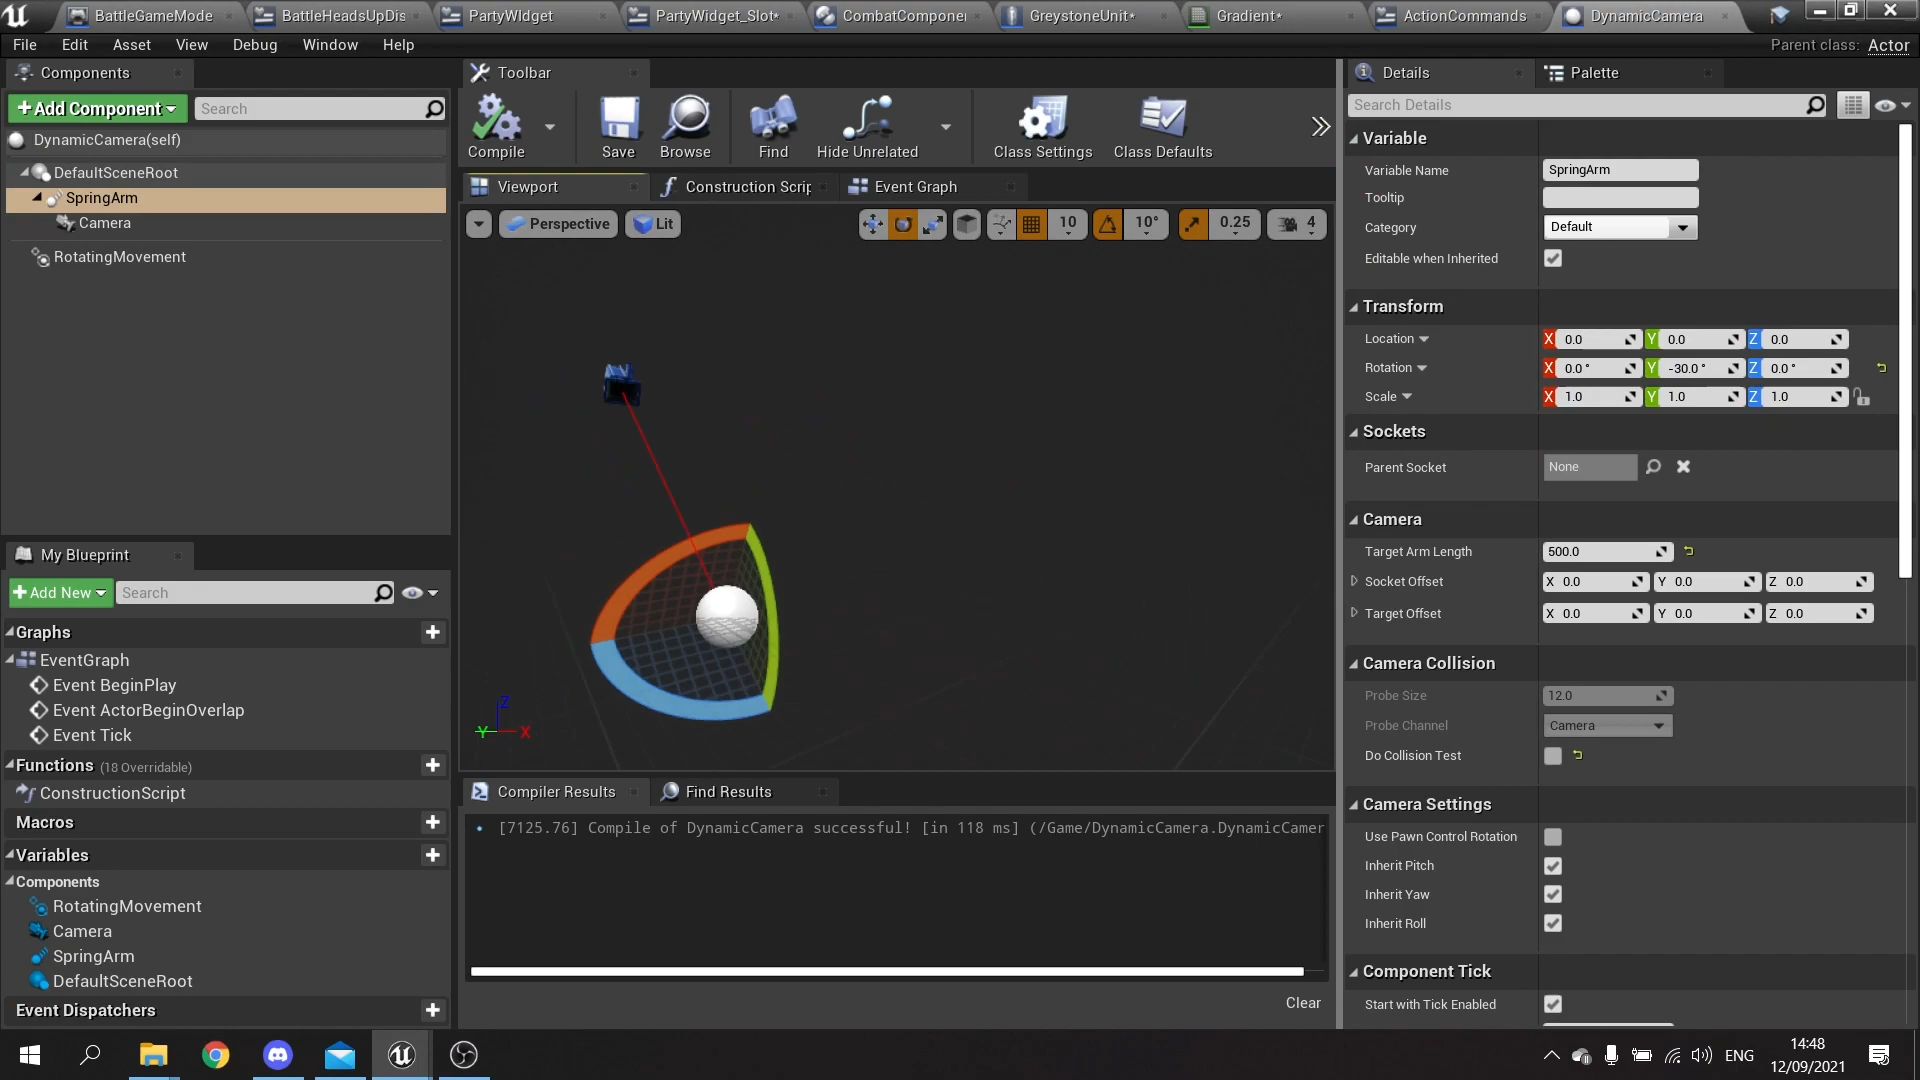 BattleGameMode
BattleHeadsUpDis
PartyWIdget
PartyWidget_Slot*
CombatComponen
GreystoneUnit*
Gradient*
ActionCommands
DynamicCamera
File Edit Asset View Debug Window Help
Parent class: Actor
Components
+Add Component
Search
DynamicCamera(self)
DefaultSceneRoot
SpringArm
Camera
RotatingMovement
My Blueprint
+Add New
Search
Graphs
EventGraph
Event BeginPlay
Event ActorBeginOverlap
Event Tick
Functions (18 Overridable)
ConstructionScript
Macros
Variables
Components
RotatingMovement
Camera
SpringArm
DefaultSceneRoot
Event Dispatchers
Toolbar
Compile
Save
Browse
Find
Hide Unrelated
Class Settings
Class Defaults
Viewport
Construction Scrip
Event Graph
Perspective
Lit
10
10°
0.25
4
Z
Y X
Compiler Results
Find Results
[7125.76] Compile of DynamicCamera successful! [in 118 ms] (/Game/DynamicCamera.DynamicCamer
Clear
Details
Palette
Search Details
Variable
Variable Name SpringArm
Tooltip
Category Default
Editable when Inherited
Transform
Location X 0.0 Y 0.0 Z 0.0
Rotation X 0.0 ° Y -30.0 ° Z 0.0 °
Scale X 1.0 Y 1.0 Z 1.0
Sockets
Parent Socket None
Camera
Target Arm Length 500.0
Socket Offset X 0.0 Y 0.0 Z 0.0
Target Offset X 0.0 Y 0.0 Z 0.0
Camera Collision
Probe Size 12.0
Probe Channel Camera
Do Collision Test
Camera Settings
Use Pawn Control Rotation
Inherit Pitch
Inherit Yaw
Inherit Roll
Component Tick
Start with Tick Enabled
ENG
14:48
12/09/2021